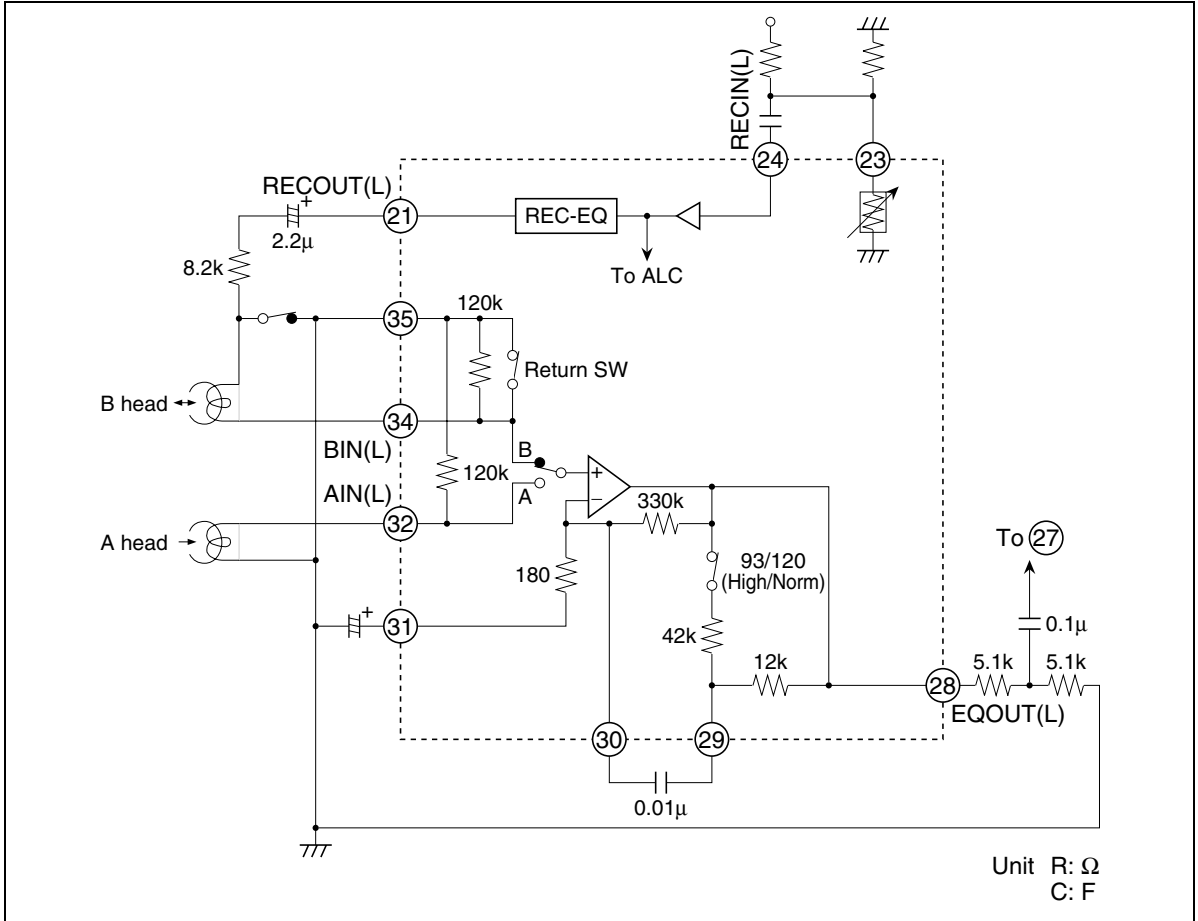 RECIN(L)
24
23
RECOUT(L)
21
REC-EQ
2.2μ
8.2k
To ALC
35
120k
Return SW
B head
34
BIN(L)
B
120k
A
AIN(L)
+
−
330k
32
A head
180
93/120
(High/Norm)
To 27
31
42k
0.1μ
12k
5.1k
5.1k
28
EQOUT(L)
30
29
0.01μ
Unit R: Ω
C: F